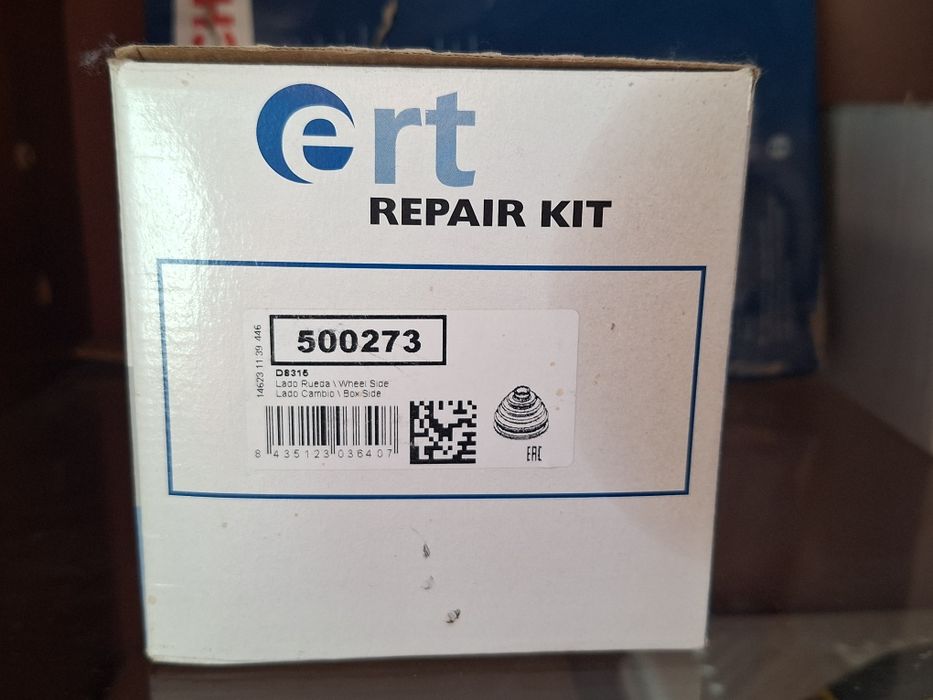 ert
REPAIR KIT
14623 11:39 446
500273
D8315
Lado Rueda \ Wheel Side
Lado Cambio \ Box Side
8 435123 036407
EAC